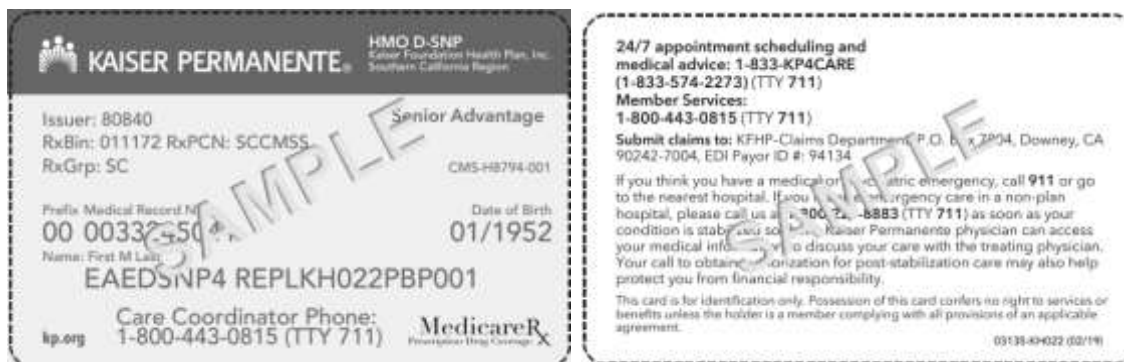 KAISER PERMANENTE®
HMO D-SNP
Kaiser Foundation Health Plan, Inc.
Southern California Region
Issuer: 80840
Senior Advantage
RxBin: 011172 RxPCN: SCCMSS
RxGrp: SC
CMS-H8794-001
Prefix Medical Record
Date of Birth
00
01/1952
Name: First M
EAEDSNP4 REPLKH022PBP001
Care Coordinator Phone:
kp.org
1-800-443-0815 (TTY 711)
MedicareRx
Prescription Drug Coverage
SAMPLE
24/7 appointment scheduling and
medical advice: 1-833-KP4CARE
(1-833-574-2273) (TTY 711)
Member Services:
1-800-443-0815 (TTY 711)
Submit claims to: KFHP-Claims Department, P.O. 7004, Downey, CA
90242-7004, EDI Payor ID #: 94134
If you think you have a medical or emergency, call 911 or go
to the nearest hospital. If you emergency care in a non-plan
hospital, please call us (TTY 711) as soon as your
condition is Kaiser Permanente physician can access
your medical to discuss your care with the treating physician.
Your call to obtain for post-stabilization care may also help
protect you from financial responsibility.
This card is for identification only. Possession of this card confers no right to services or
benefits unless the holder is a member complying with all provisions of an applicable
agreement.
03135-KH022 (02/19)
SAMPLE